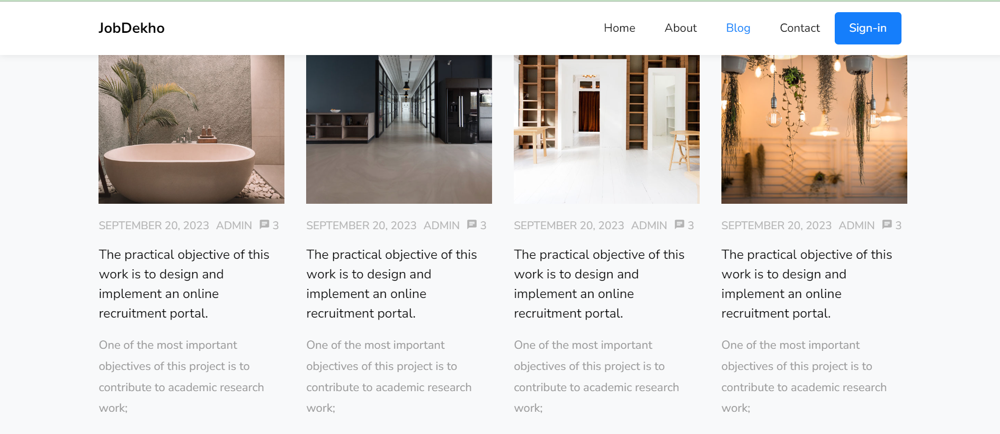 JobDekho
Home About Blog Contact Sign-in
SEPTEMBER 20, 2023 ADMIN 3
The practical objective of this
work is to design and
implement an online
recruitment portal.
One of the most important
objectives of this project is to
contribute to academic research
work;
SEPTEMBER 20, 2023 ADMIN 3
The practical objective of this
work is to design and
implement an online
recruitment portal.
One of the most important
objectives of this project is to
contribute to academic research
work;
SEPTEMBER 20, 2023 ADMIN 3
The practical objective of this
work is to design and
implement an online
recruitment portal.
One of the most important
objectives of this project is to
contribute to academic research
work;
SEPTEMBER 20, 2023 ADMIN 3
The practical objective of this
work is to design and
implement an online
recruitment portal.
One of the most important
objectives of this project is to
contribute to academic research
work;